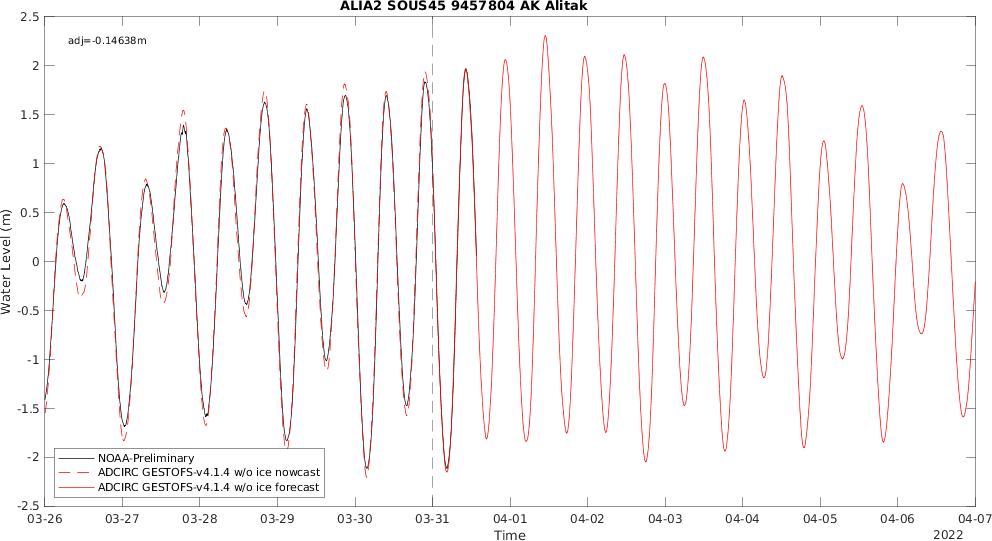 ALIA2 SOUS45 9457804 AK Alitak
adj=-0.14638m
2.5
2
1.5
1
0.5
0
-0.5
-1
-1.5
-2
-2.5
Water Level (m)
NOAA-Preliminary
ADCIRC GESTOFS-v4.1.4 w/o ice nowcast
ADCIRC GESTOFS-v4.1.4 w/o ice forecast
03-26 03-27 03-28 03-29 03-30 03-31 04-01 04-02 04-03 04-04 04-05 04-06 04-07
Time
2022